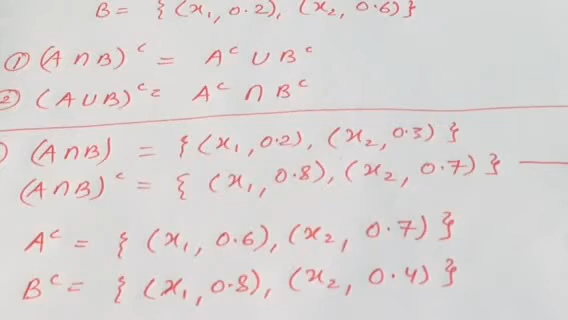 B = {(x₁, 0.2), (x₂, 0.6)}
① (A ∩ B)ᶜ = Aᶜ ∪ Bᶜ
② (A ∪ B)ᶜ = Aᶜ ∩ Bᶜ
(A ∩ B) = {(x₁, 0.2), (x₂, 0.3)}
(A ∩ B)ᶜ = {(x₁, 0.8), (x₂, 0.7)}
Aᶜ = {(x₁, 0.6), (x₂, 0.7)}
Bᶜ = {(x₁, 0.8), (x₂, 0.4)}